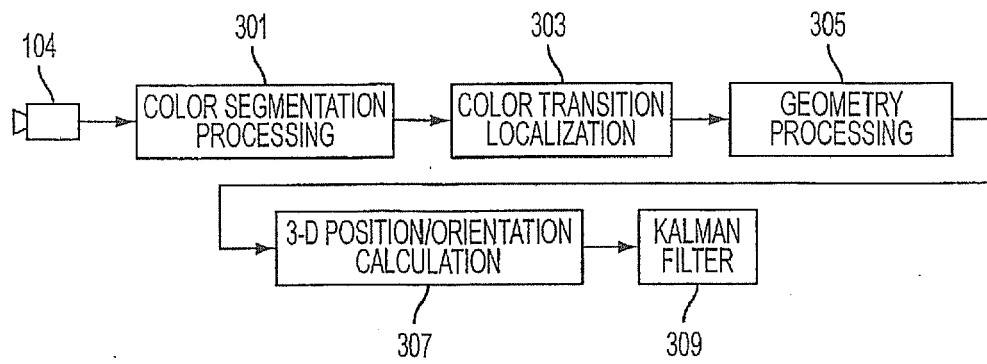 104
301
303
305
COLOR SEGMENTATION
PROCESSING
COLOR TRANSITION
LOCALIZATION
GEOMETRY
PROCESSING
3-D POSITION/ORIENTATION
CALCULATION
KALMAN
FILTER
307
309